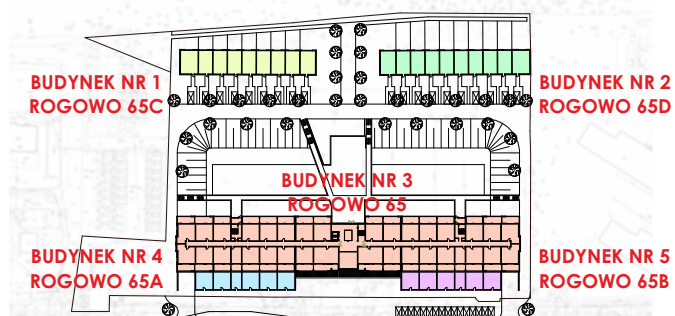 BUDYNEK NR 1
ROGOWO 65C
BUDYNEK NR 2
ROGOWO 65D
BUDYNEK NR 3
ROGOWO 65
BUDYNEK NR 4
ROGOWO 65A
BUDYNEK NR 5
ROGOWO 65B